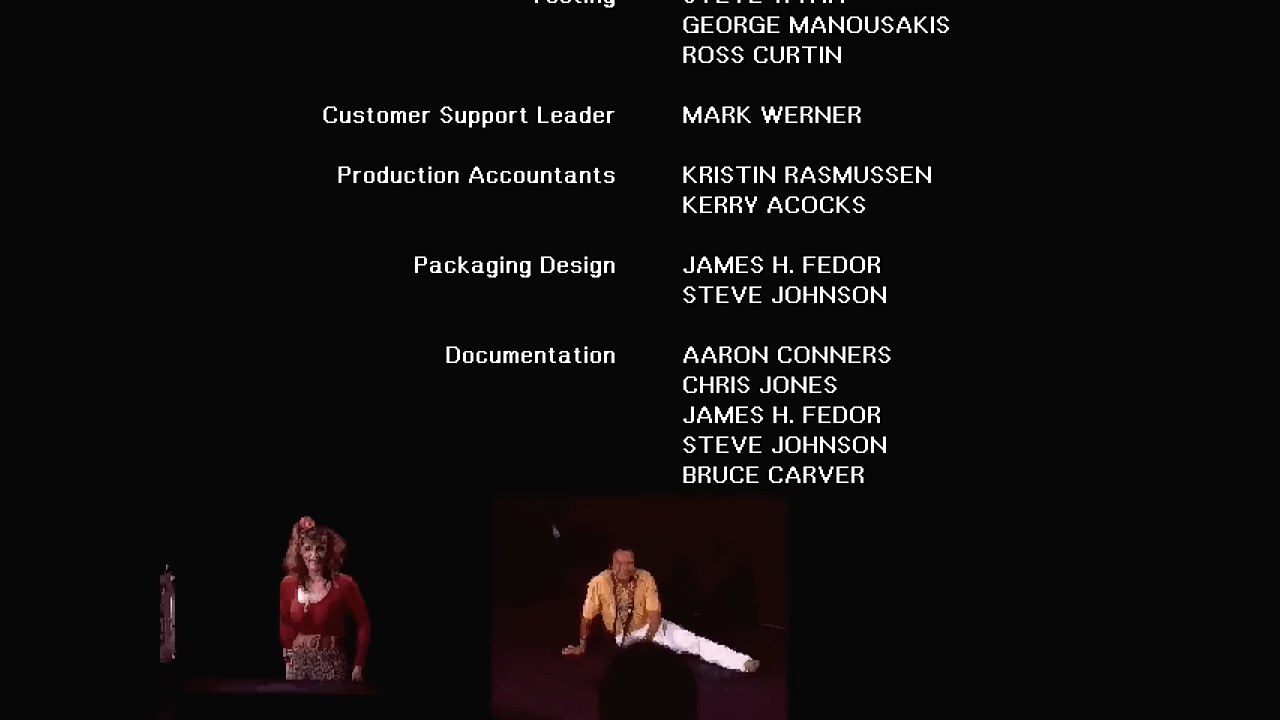 GEORGE MANOUSAKIS
ROSS CURTIN
Customer Support Leader MARK WERNER
Production Accountants KRISTIN RASMUSSEN
KERRY ACOCKS
Packaging Design JAMES H. FEDOR
STEVE JOHNSON
Documentation AARON CONNERS
CHRIS JONES
JAMES H. FEDOR
STEVE JOHNSON
BRUCE CARVER